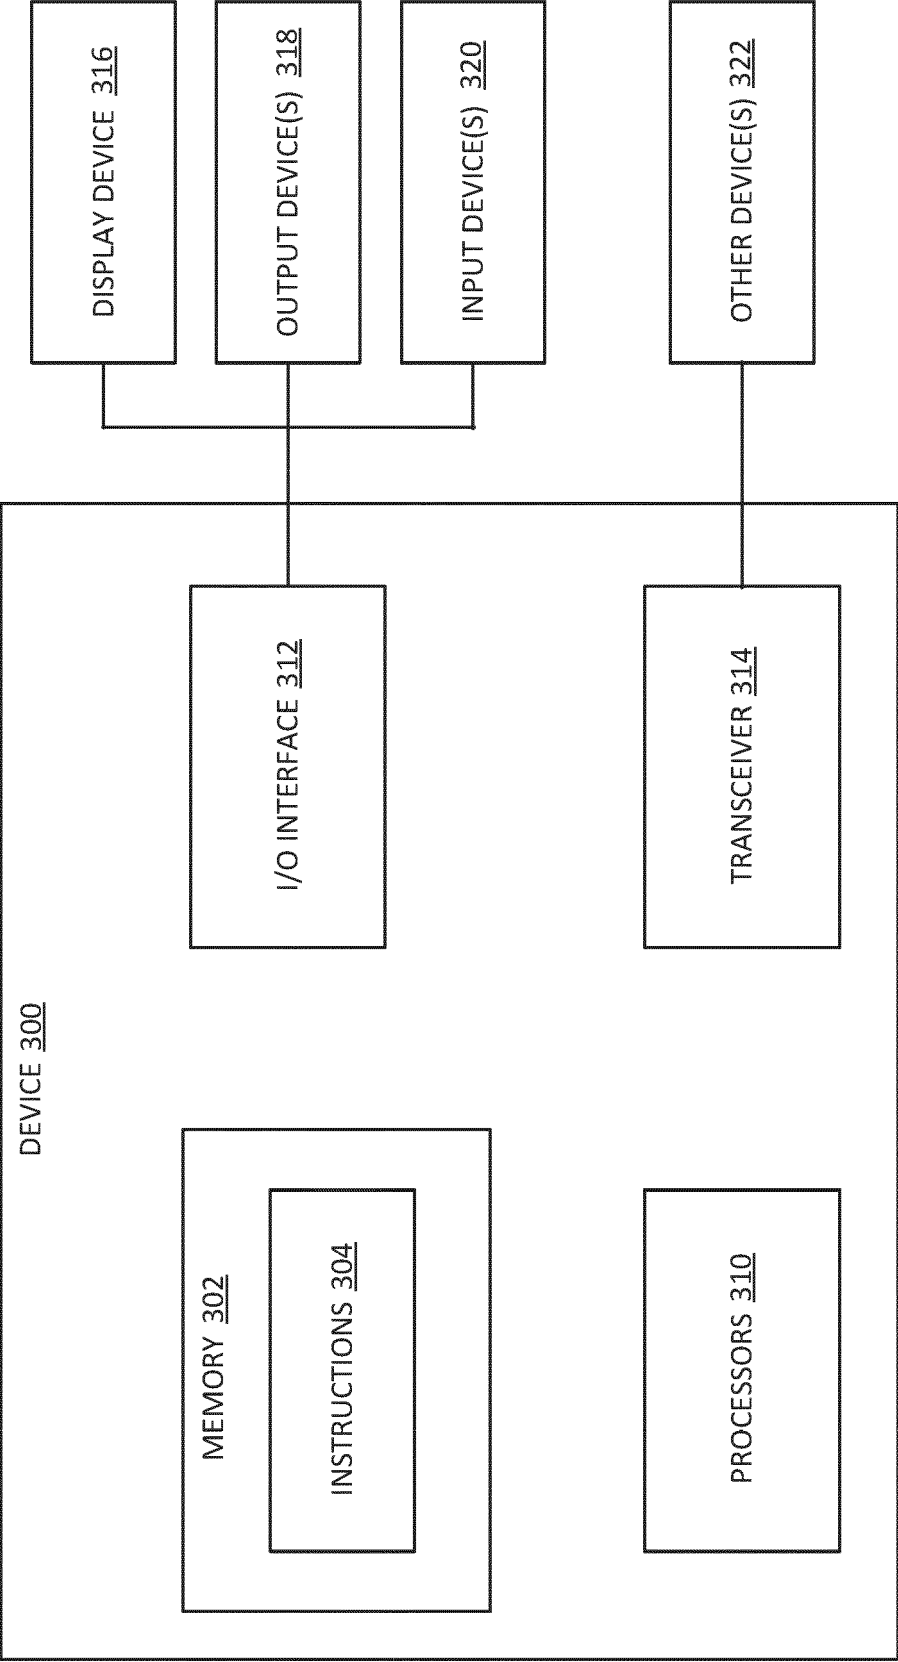 DEVICE 300
MEMORY 302
INSTRUCTIONS 304
I/O INTERFACE 312
DISPLAY DEVICE 316
OUTPUT DEVICE(S) 318
INPUT DEVICE(S) 320
PROCESSORS 310
TRANSCEIVER 314
OTHER DEVICE(S) 322